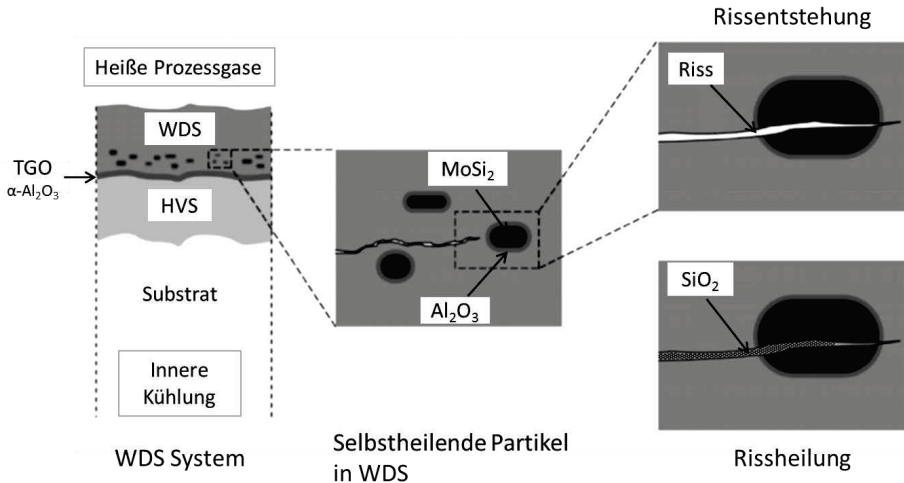 Heiße Prozessgase
WDS
TGO
α-Al₂O₃
HVS
Substrat
Innere
Kühlung
WDS System
MoSi₂
Al₂O₃
Selbstheilende Partikel
in WDS
Rissentstehung
Riss
SiO₂
Rissheilung